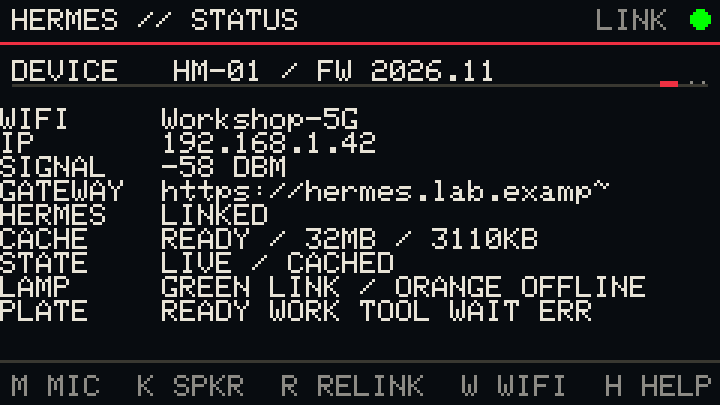 HERMES // STATUS LINK
DEVICE HM-01 / FW 2026.11
WIFI Workshop-5G
IP 192.168.1.42
SIGNAL -58 DBM
GATEWAY https://hermes.lab.examp~
HERMES LINKED
CACHE READY / 32MB / 3110KB
STATE LIVE / CACHED
LAMP GREEN LINK / ORANGE OFFLINE
PLATE READY WORK TOOL WAIT ERR
M MIC K SPKR R RELINK W WIFI H HELP